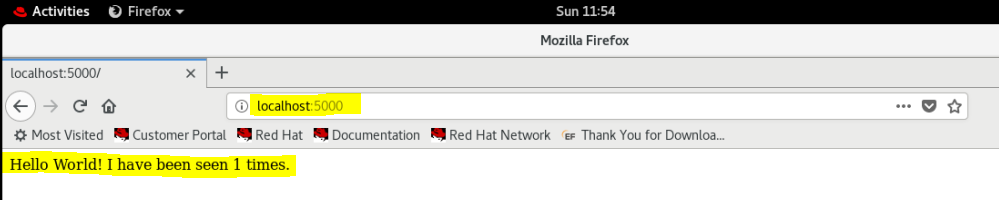 Activities Firefox Sun 11:54
Mozilla Firefox
localhost:5000/
localhost:5000
Most Visited Customer Portal Red Hat Documentation Red Hat Network EF Thank You for Downloa...
Hello World! I have been seen 1 times.